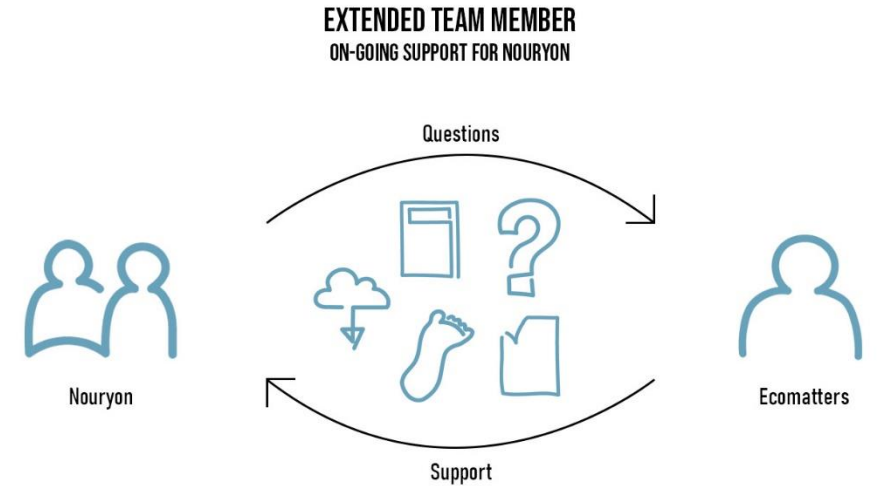 EXTENDED TEAM MEMBER
ON-GOING SUPPORT FOR NOURYON
Questions
Nouryon
Ecomatters
Support